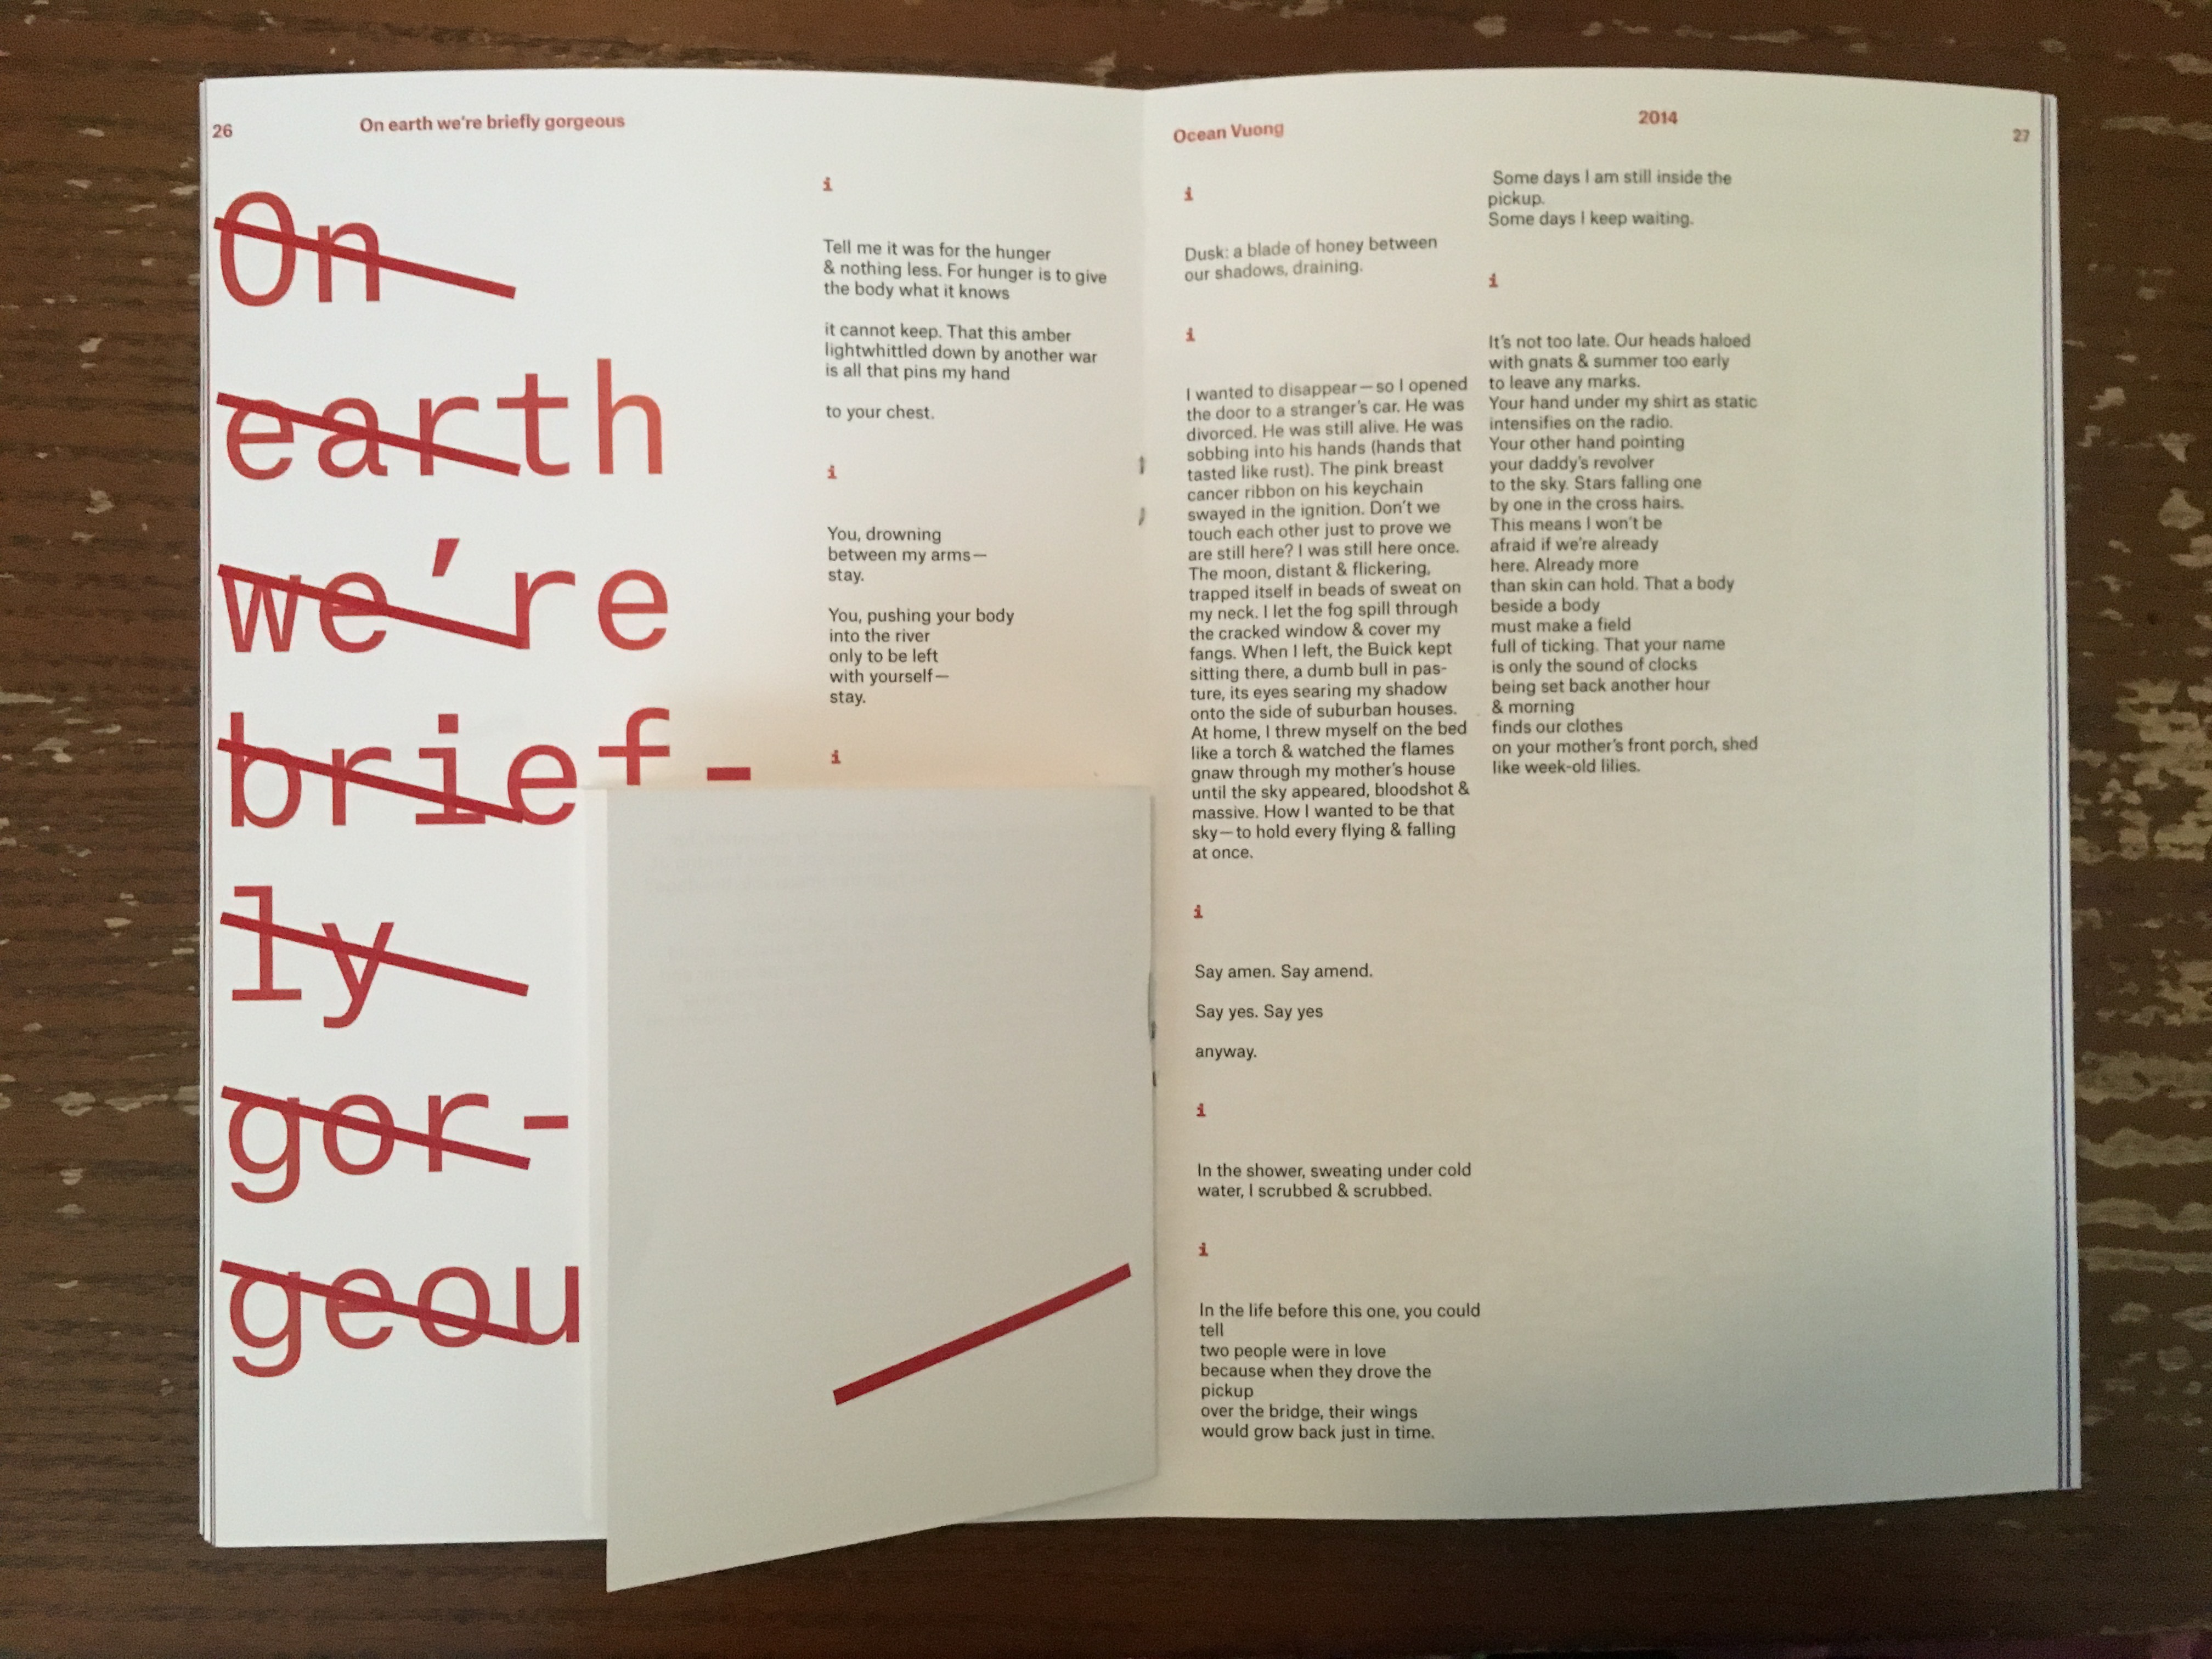 26
On earth we're briefly gorgeous
On
earth
we're
brief-
ly
gor-
geou
i
Tell me it was for the hunger
& nothing less. For hunger is to give
the body what it knows
it cannot keep. That this amber
lightwhittled down by another war
is all that pins my hand
to your chest.
i
You, drowning
between my arms—
stay.
You, pushing your body
into the river
only to be left
with yourself—
stay.
i
Ocean Vuong
2014
27
i
Dusk: a blade of honey between
our shadows, draining.
i
I wanted to disappear—so I opened
the door to a stranger's car. He was
divorced. He was still alive. He was
sobbing into his hands (hands that
tasted like rust). The pink breast
cancer ribbon on his keychain
swayed in the ignition. Don't we
touch each other just to prove we
are still here? I was still here once.
The moon, distant & flickering,
trapped itself in beads of sweat on
my neck. I let the fog spill through
the cracked window & cover my
fangs. When I left, the Buick kept
sitting there, a dumb bull in pas-
ture, its eyes searing my shadow
onto the side of suburban houses.
At home, I threw myself on the bed
like a torch & watched the flames
gnaw through my mother's house
until the sky appeared, bloodshot &
massive. How I wanted to be that
sky—to hold every flying & falling
at once.
i
Say amen. Say amend.
Say yes. Say yes
anyway.
i
In the shower, sweating under cold
water, I scrubbed & scrubbed.
i
In the life before this one, you could
tell
two people were in love
because when they drove the
pickup
over the bridge, their wings
would grow back just in time.
Some days I am still inside the
pickup.
Some days I keep waiting.
i
It's not too late. Our heads haloed
with gnats & summer too early
to leave any marks.
Your hand under my shirt as static
intensifies on the radio.
Your other hand pointing
your daddy's revolver
to the sky. Stars falling one
by one in the cross hairs.
This means I won't be
afraid if we're already
here. Already more
than skin can hold. That a body
beside a body
must make a field
full of ticking. That your name
is only the sound of clocks
being set back another hour
& morning
finds our clothes
on your mother's front porch, shed
like week-old lilies.